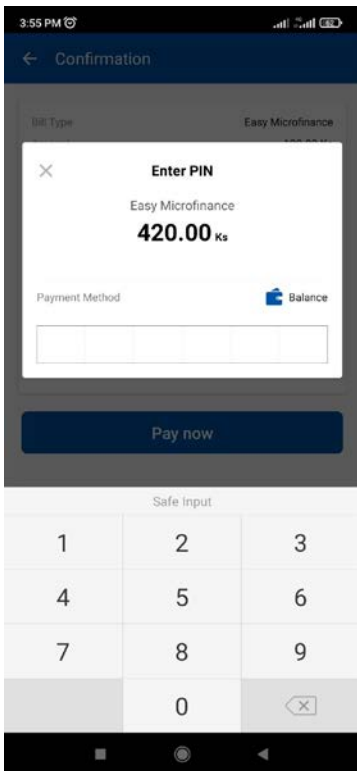 3:55 PM
Confirmation
Bill Type Easy Microfinance
Enter PIN
Easy Microfinance
420.00 Ks
Payment Method Balance
Pay now
Safe Input
1 2 3
4 5 6
7 8 9
0